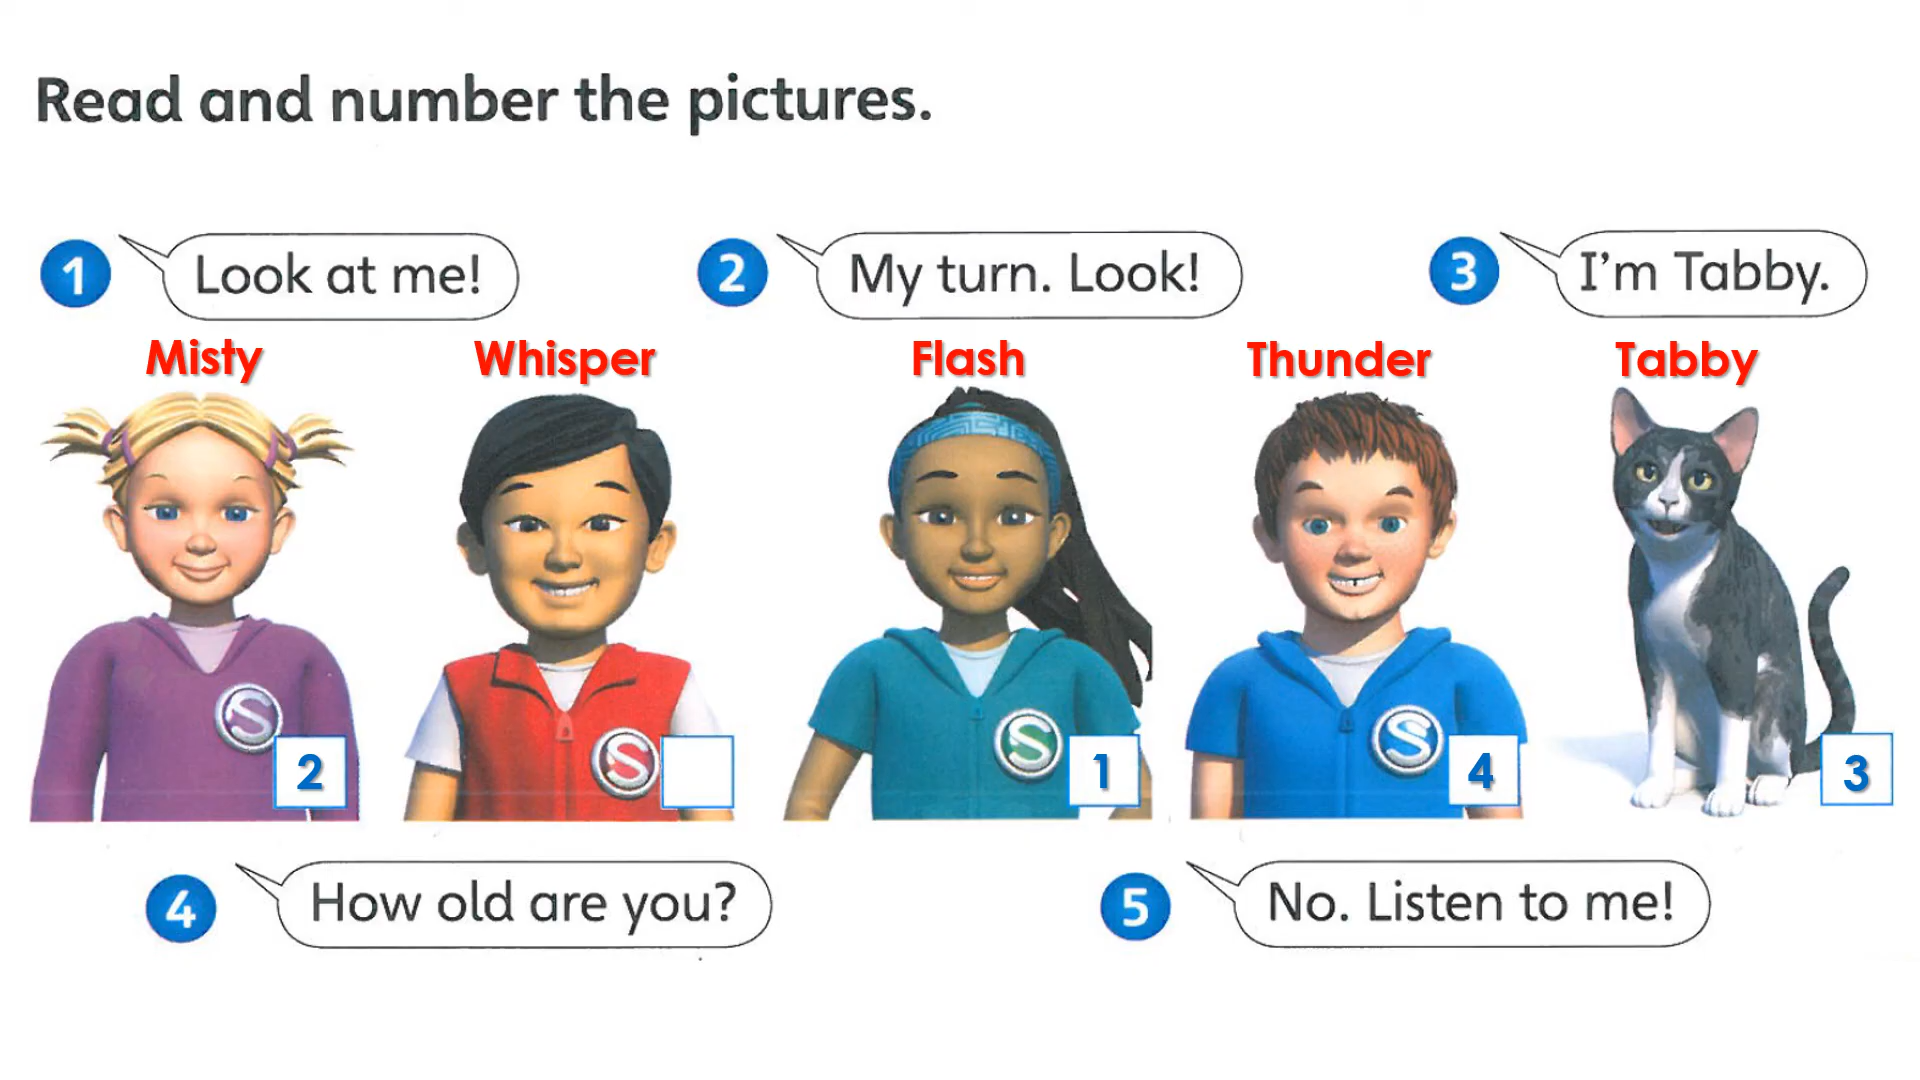 Read and number the pictures.
1 Look at me!
2 My turn. Look!
3 I'm Tabby.
Misty Whisper Flash Thunder Tabby
S S S S
2 1 4 3
4 How old are you?
5 No. Listen to me!